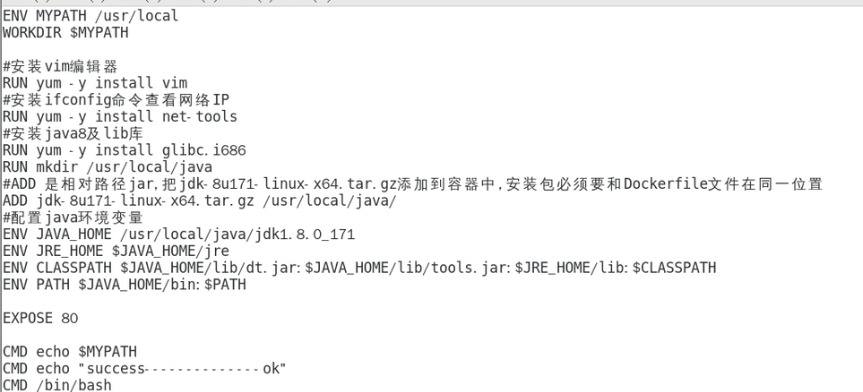 ENV MYPATH /usr/local
WORKDIR $MYPATH
#安装vim编辑器
RUN yum -y install vim
#安装ifconfig命令查看网络IP
RUN yum -y install net-tools
#安装java8及lib库
RUN yum -y install glibc.i686
RUN mkdir /usr/local/java
#ADD 是相对路径jar,把jdk-8u171-linux-x64.tar.gz添加到容器中,安装包必须要和Dockerfile文件在同一位置
ADD jdk-8u171-linux-x64.tar.gz /usr/local/java/
#配置java环境变量
ENV JAVA_HOME /usr/local/java/jdk1.8.0_171
ENV JRE_HOME $JAVA_HOME/jre
ENV CLASSPATH $JAVA_HOME/lib/dt.jar:$JAVA_HOME/lib/tools.jar:$JRE_HOME/lib:$CLASSPATH
ENV PATH $JAVA_HOME/bin:$PATH
EXPOSE 80
CMD echo $MYPATH
CMD echo "success--------------ok"
CMD /bin/bash